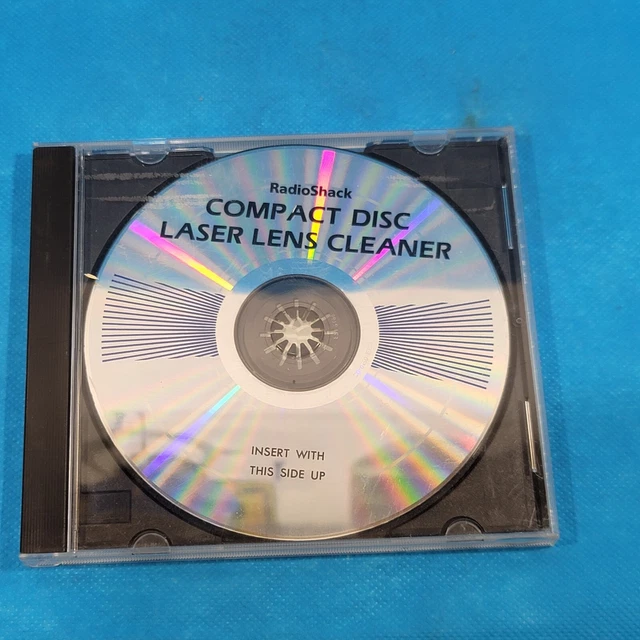 RadioShack
COMPACT DISC
LASER LENS CLEANER
INSERT WITH
THIS SIDE UP